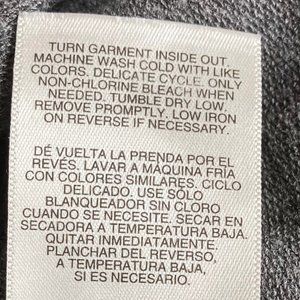 TURN GARMENT INSIDE OUT,
MACHINE WASH COLD WITH LIKE
COLORS. DELICATE CYCLE. ONLY
NON-CHLORINE BLEACH WHEN
NEEDED. TUMBLE DRY LOW.
REMOVE PROMPTLY. LOW IRON
ON REVERSE IF NECESSARY.
DÉ VUELTA LA PRENDA POR EL
REVÉS. LAVAR A MÁQUINA FRÍA
CON COLORES SIMILARES. CICLO
DELICADO. USE SÓLO
BLANQUEADOR SIN CLORO
CUANDO SE NECESITE. SECAR EN
SECADORA A TEMPERATURA BAJA.
QUITAR INMEDIATAMENTE.
PLANCHAR DEL REVERSO,
A TEMPERATURA BAJA,
SI ES NECESARIO.